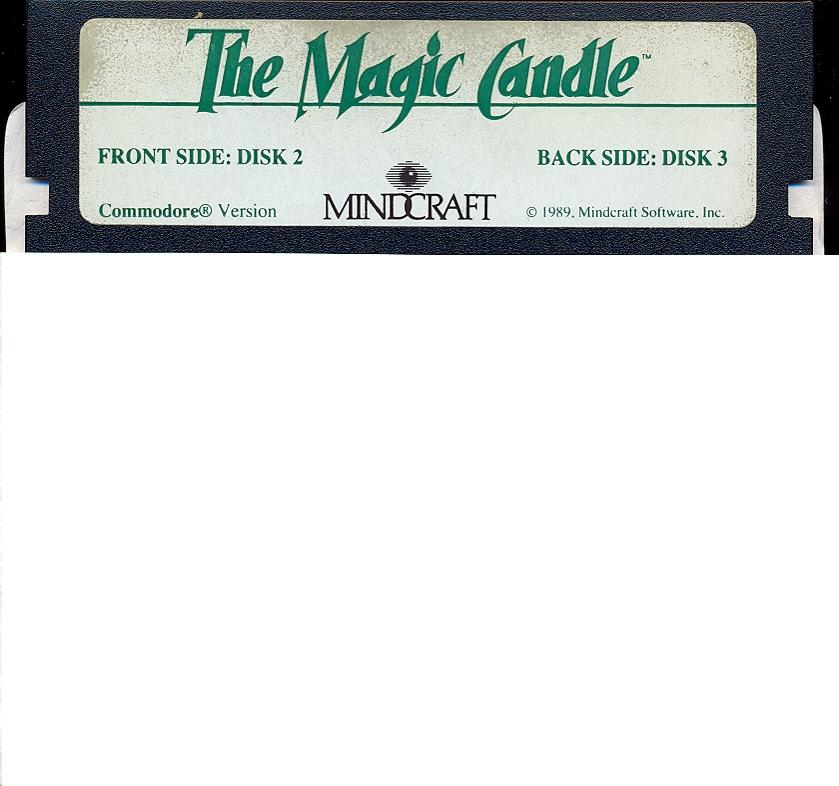 The Magic Candle™
FRONT SIDE: DISK 2 BACK SIDE: DISK 3
Commodore® Version MINDCRAFT © 1989, Mindcraft Software, Inc.